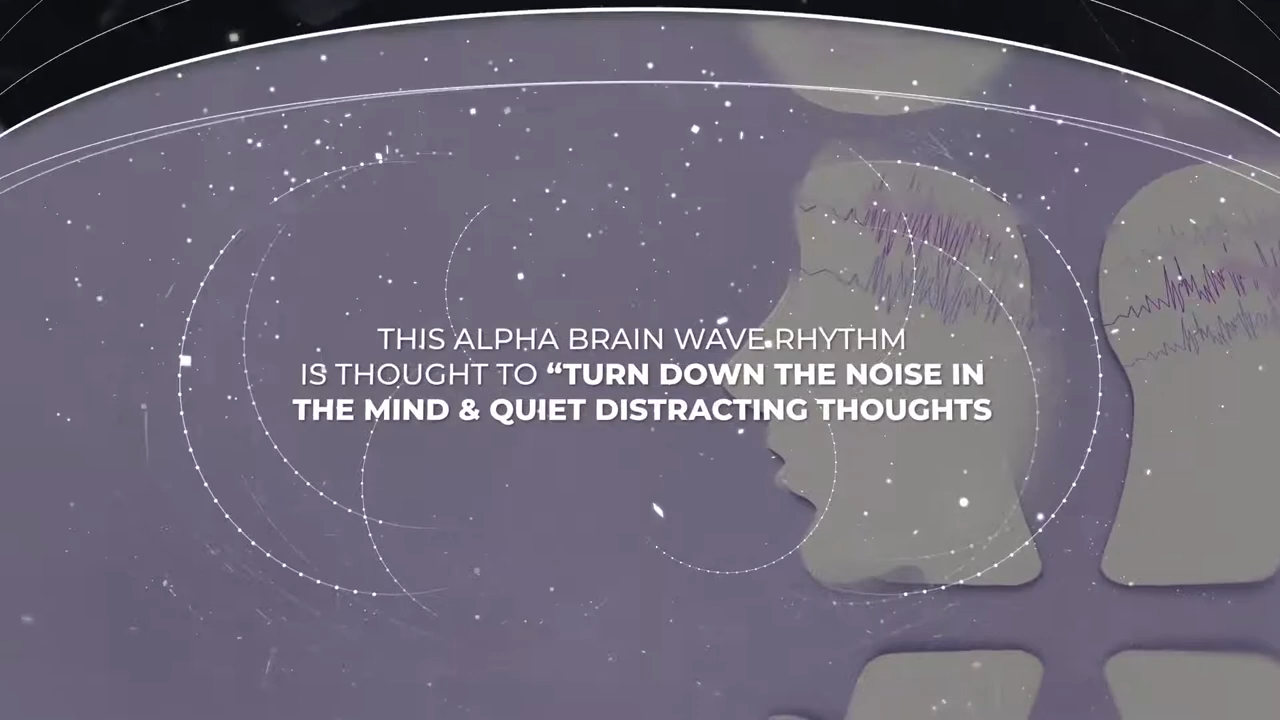 THIS ALPHA BRAIN WAVE RHYTHM
IS THOUGHT TO “TURN DOWN THE NOISE IN
THE MIND & QUIET DISTRACTING THOUGHTS